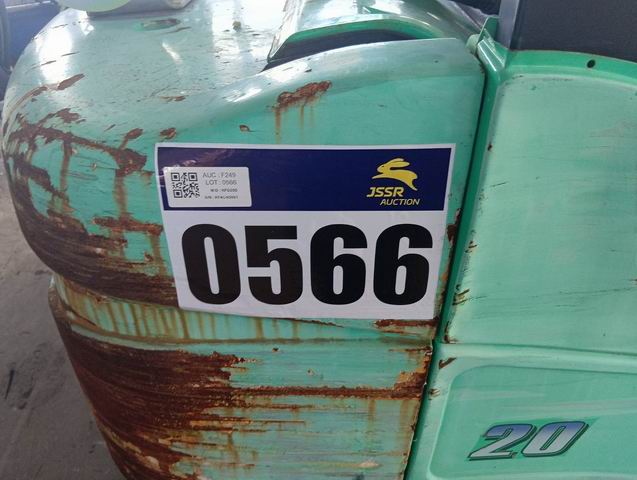 AUC : F249
LOT : 0566
JSSR
AUCTION
0566
20